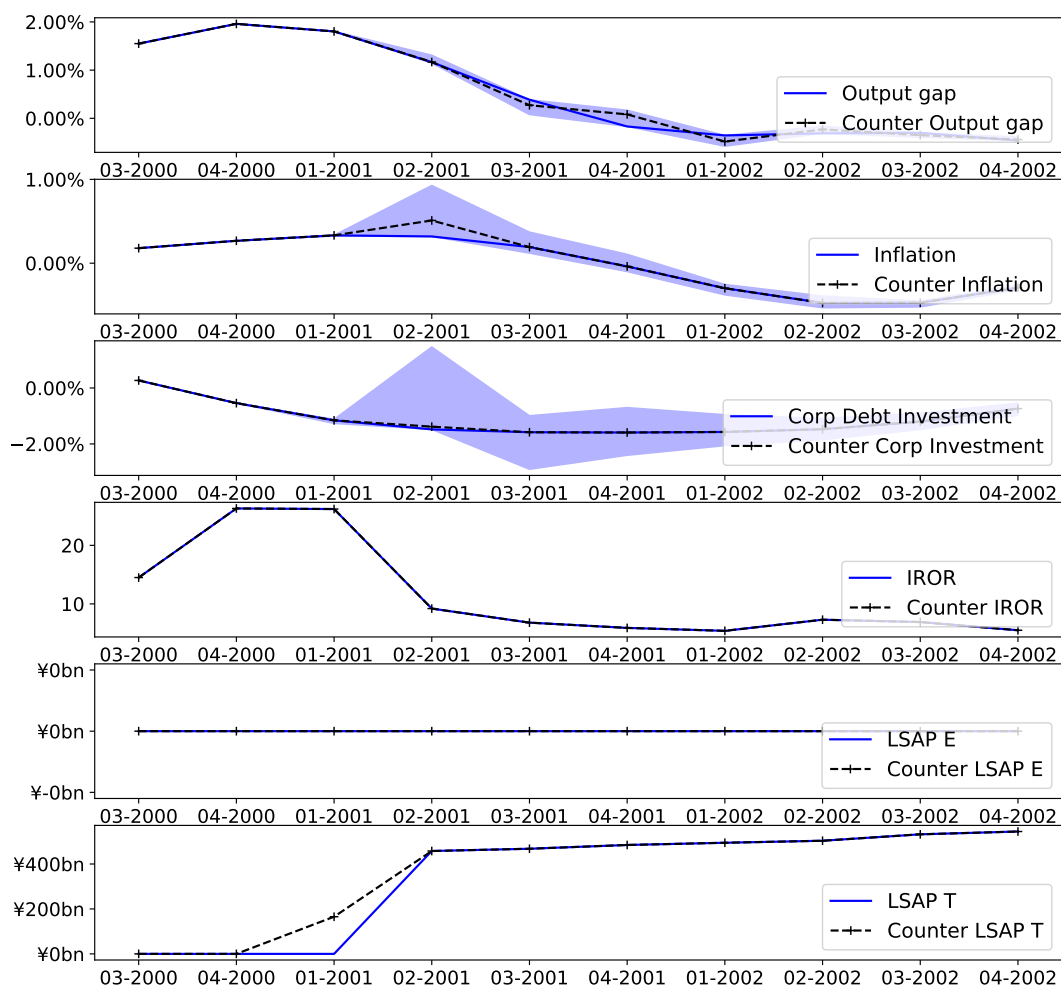 2.00%
1.00%
0.00%
Output gap
Counter Output gap
03-2000 04-2000 01-2001 02-2001 03-2001 04-2001 01-2002 02-2002 03-2002 04-2002
1.00%
0.00%
Inflation
Counter Inflation
03-2000 04-2000 01-2001 02-2001 03-2001 04-2001 01-2002 02-2002 03-2002 04-2002
0.00%
−2.00%
Corp Debt Investment
Counter Corp Investment
03-2000 04-2000 01-2001 02-2001 03-2001 04-2001 01-2002 02-2002 03-2002 04-2002
20
10
IROR
Counter IROR
03-2000 04-2000 01-2001 02-2001 03-2001 04-2001 01-2002 02-2002 03-2002 04-2002
¥0bn
¥0bn
¥-0bn
LSAP E
Counter LSAP E
03-2000 04-2000 01-2001 02-2001 03-2001 04-2001 01-2002 02-2002 03-2002 04-2002
¥400bn
¥200bn
¥0bn
LSAP T
Counter LSAP T
03-2000 04-2000 01-2001 02-2001 03-2001 04-2001 01-2002 02-2002 03-2002 04-2002